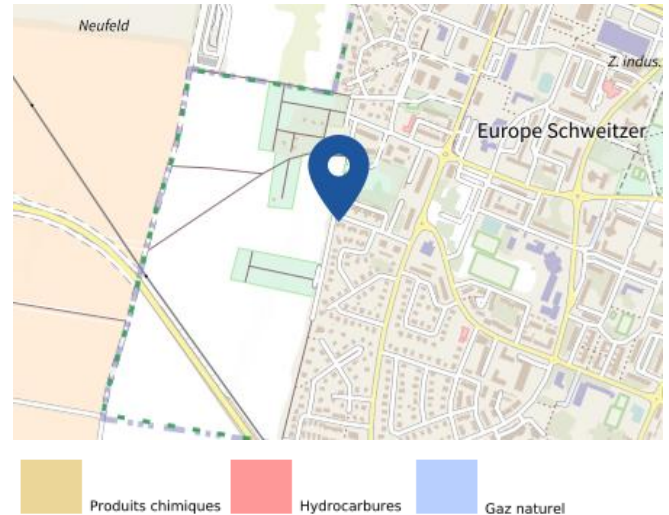 Neufeld
Z. indus.
Europe Schweitzer
Produits chimiques
Hydrocarbures
Gaz naturel